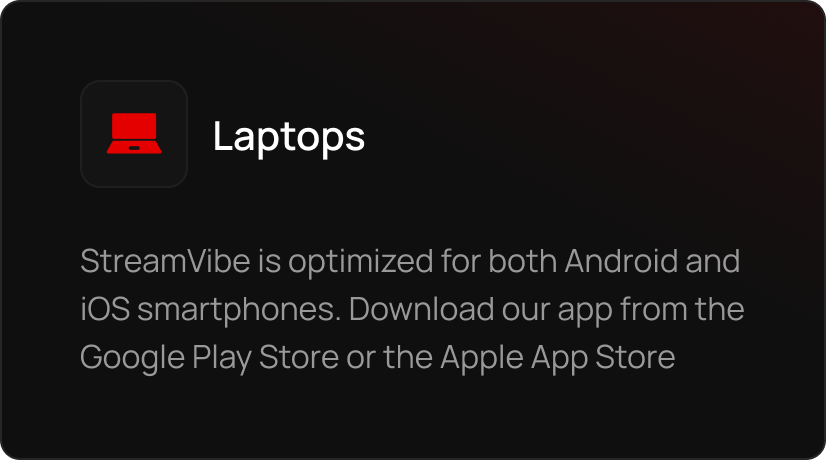 Laptops
StreamVibe is optimized for both Android and
iOS smartphones. Download our app from the
Google Play Store or the Apple App Store